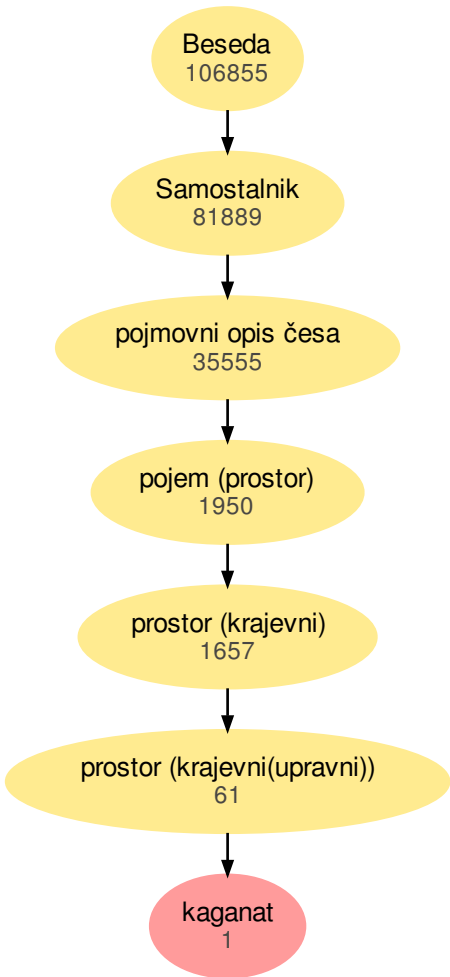 Beseda
106855
Samostalnik
81889
pojmovni opis česa
35555
pojem (prostor)
1950
prostor (krajevni)
1657
prostor (krajevni(upravni))
61
kaganat
1